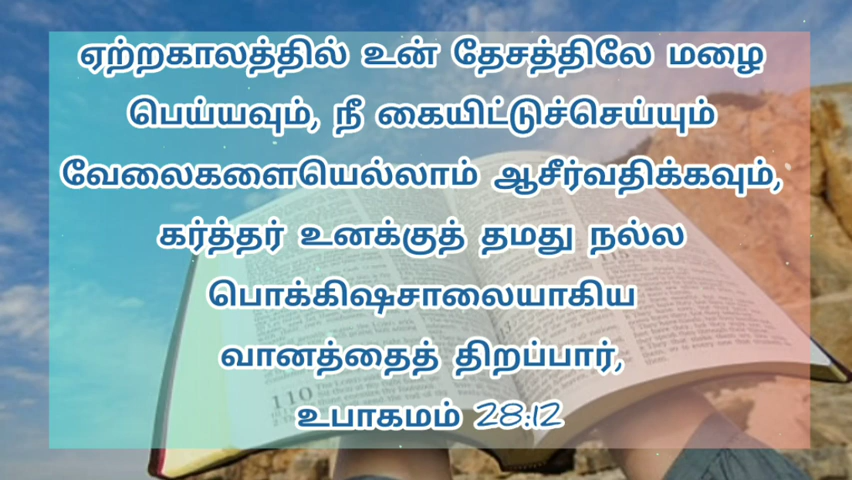 ஏற்றகாலத்தில் உன் தேசத்திலே மழை
பெய்யவும், நீ கையிட்டுச்செய்யும்
வேலைகளையெல்லாம் ஆசீர்வதிக்கவும்,
கர்த்தர் உனக்குத் தமது நல்ல
பொக்கிஷசாலையாகிய
வானத்தைத் திறப்பார்,
உபாகமம் 28:12
110